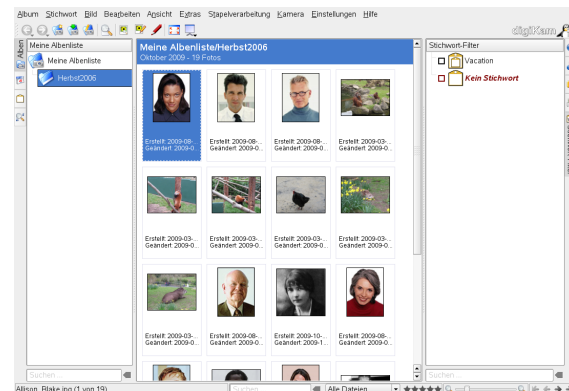 Album Stichwort Bild Bearbeiten Ansicht Extras Stapelverarbeitung Kamera Einstellungen Hilfe
digiKam
Alben
Meine Albenliste
Meine Albenliste
Herbst2006
Meine Albenliste/Herbst2006
Oktober 2009 - 19 Fotos
Erstellt: 2009-08-... Erstellt: 2009-08-... Erstellt: 2009-08-... Erstellt: 2009-03-...
Geändert: 2009-0... Geändert: 2009-0... Geändert: 2009-0... Geändert: 2009-0...
Erstellt: 2009-03-... Erstellt: 2009-03-... Erstellt: 2009-03-... Erstellt: 2009-03-...
Geändert: 2009-0... Geändert: 2009-0... Geändert: 2009-0... Geändert: 2009-0...
Erstellt: 2009-03-... Erstellt: 2009-08-... Erstellt: 2009-10-... Erstellt: 2009-08-...
Geändert: 2009-0... Geändert: 2009-0... Geändert: 2009-1... Geändert: 2009-0...
Stichwort-Filter
Vacation
Kein Stichwort
Suchen ...
Suchen ...
Allison_Blake.jpg (1 von 19)
Suchen ...
Alle Dateien